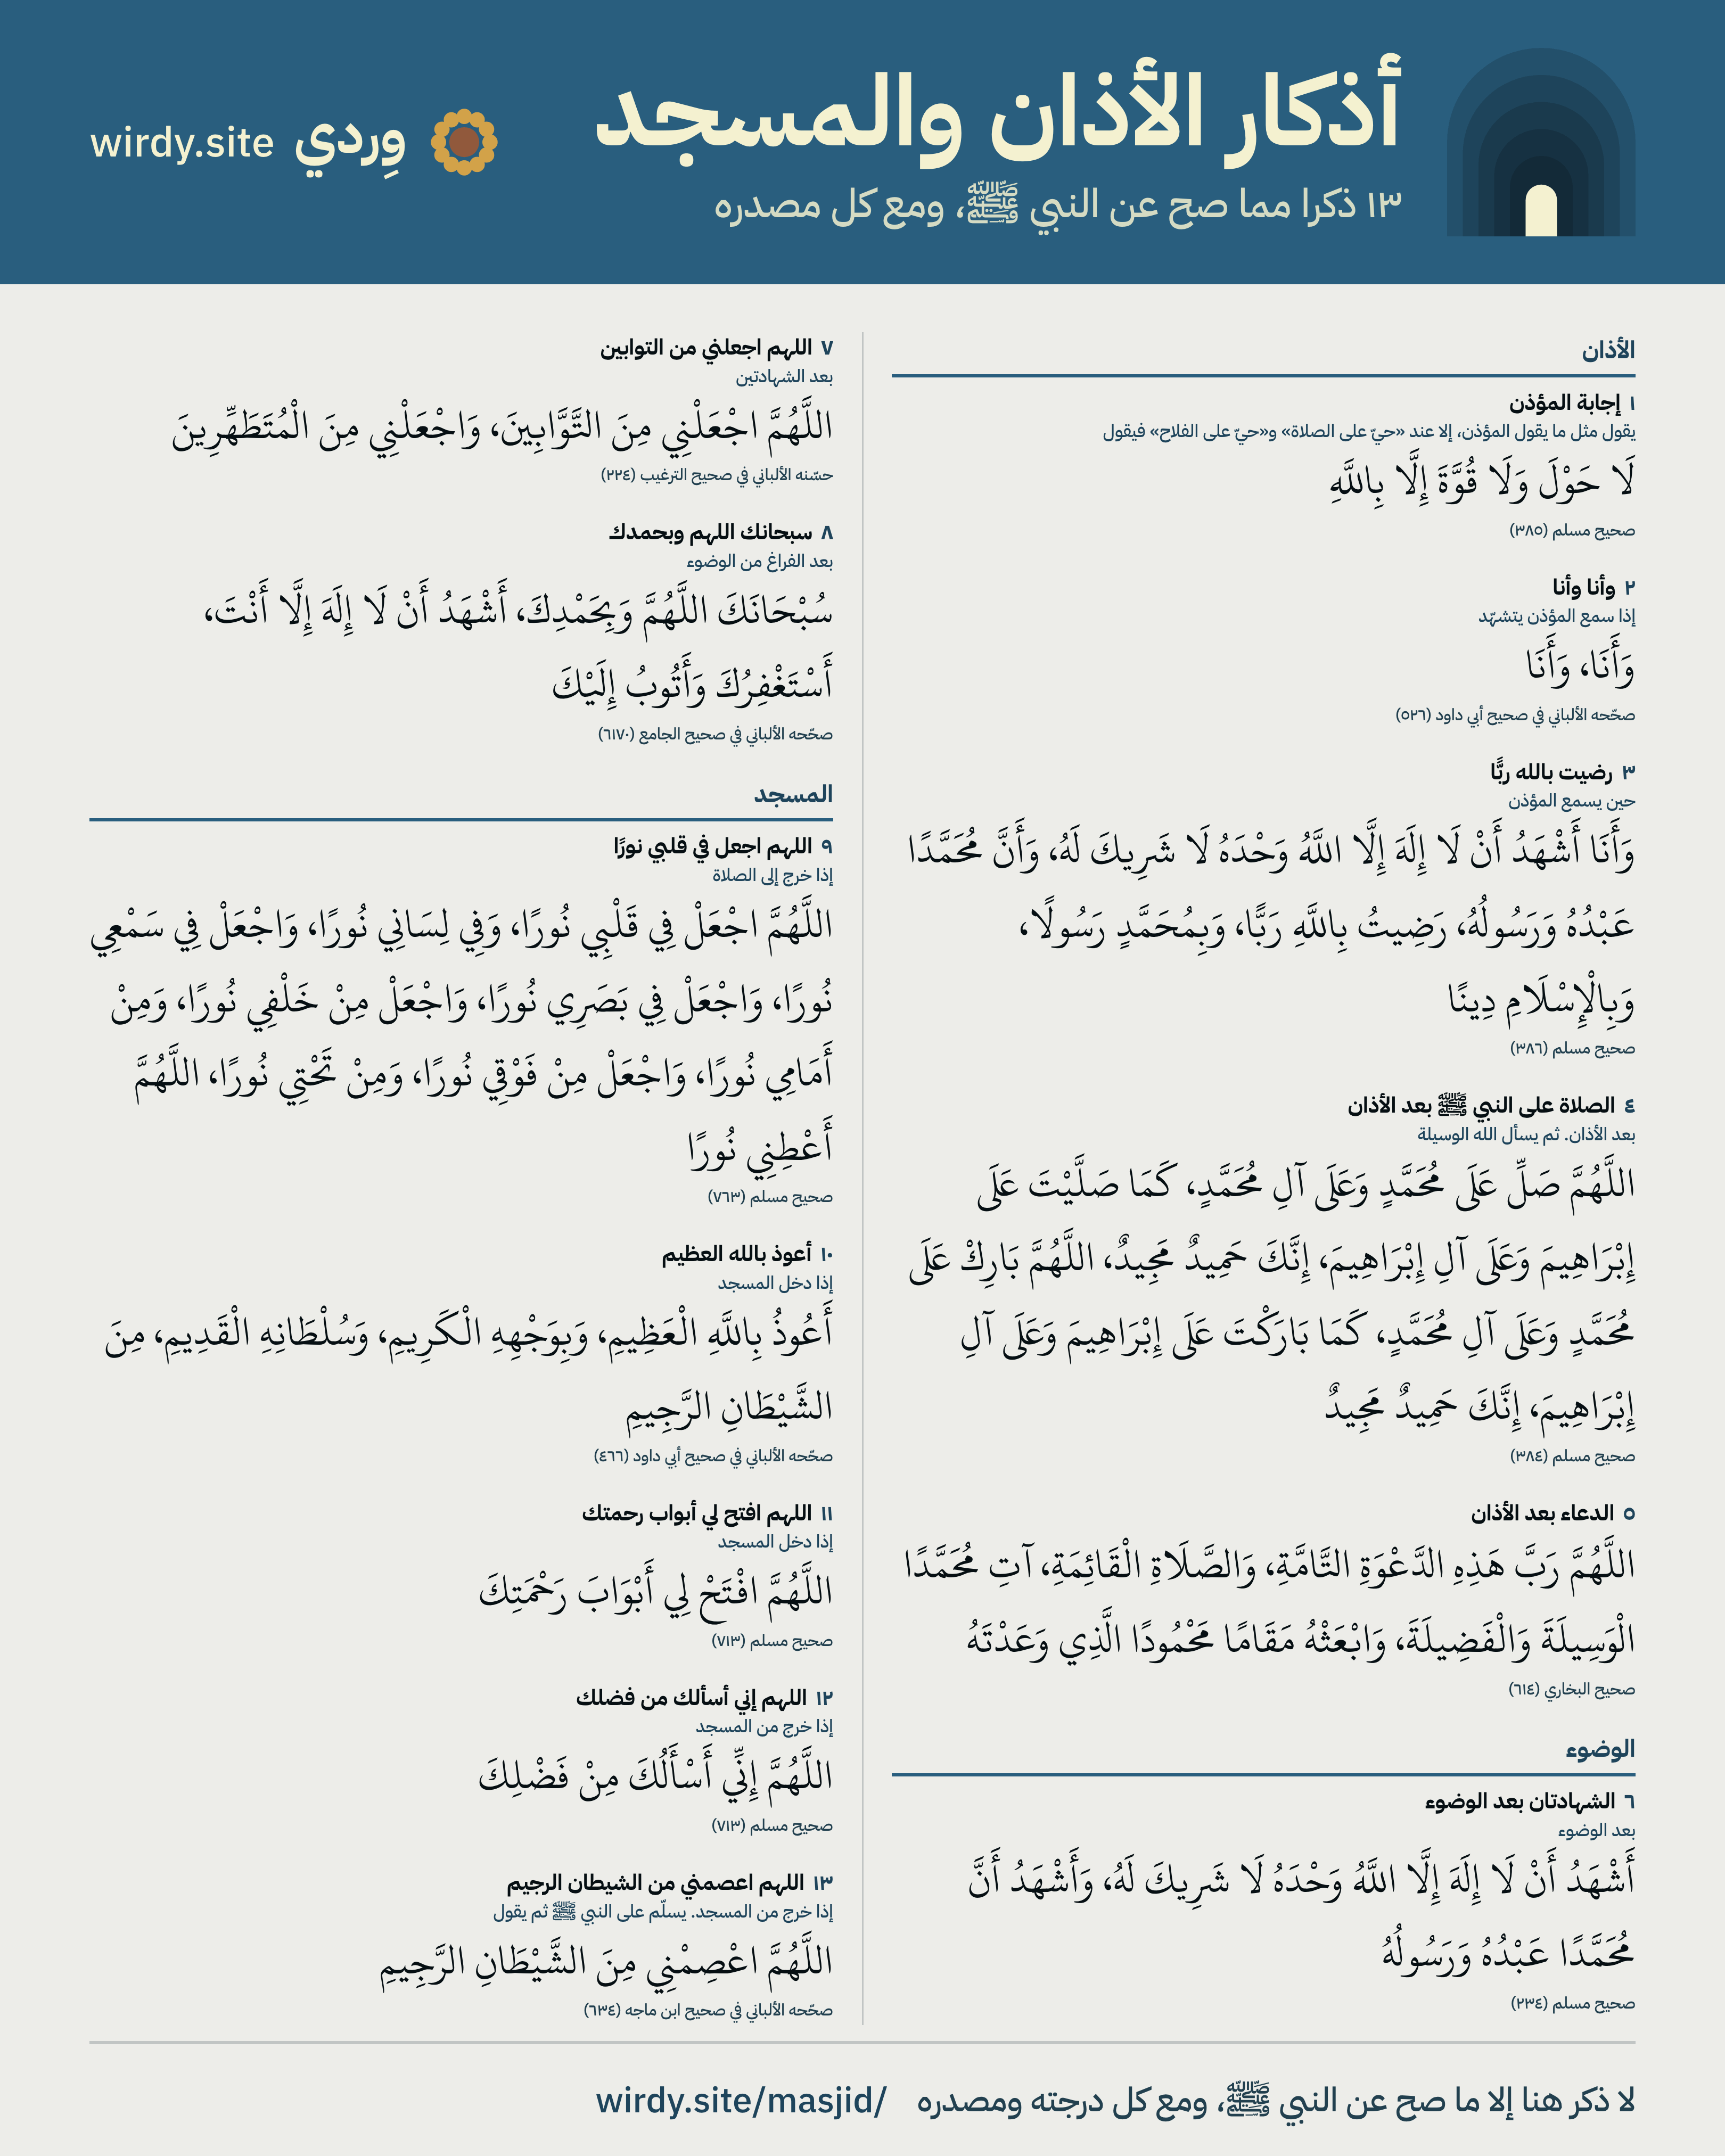 أذكار الأذان والمسجد
١٣ ذكرا مما صح عن النبي ﷺ، ومع كل مصدره
وِردي wirdy.site
الأذان
١ إجابة المؤذن
يقول مثل ما يقول المؤذن، إلا عند «حيّ على الصلاة» و«حيّ على الفلاح» فيقول
لَا حَوْلَ وَلَا قُوَّةَ إِلَّا بِاللَّهِ
صحيح مسلم (٣٨٥)
٢ وأنا وأنا
إذا سمع المؤذن يتشهّد
وَأَنَا، وَأَنَا
صحّحه الألباني في صحيح أبي داود (٥٢٦)
٣ رضيت بالله ربًّا
حين يسمع المؤذن
وَأَنَا أَشْهَدُ أَنْ لَا إِلَهَ إِلَّا اللَّهُ وَحْدَهُ لَا شَرِيكَ لَهُ، وَأَنَّ مُحَمَّدًا
عَبْدُهُ وَرَسُولُهُ، رَضِيتُ بِاللَّهِ رَبًّا، وَبِمُحَمَّدٍ رَسُولًا،
وَبِالْإِسْلَامِ دِينًا
صحيح مسلم (٣٨٦)
٤ الصلاة على النبي ﷺ بعد الأذان
بعد الأذان. ثم يسأل الله الوسيلة
اللَّهُمَّ صَلِّ عَلَى مُحَمَّدٍ وَعَلَى آلِ مُحَمَّدٍ، كَمَا صَلَّيْتَ عَلَى
إِبْرَاهِيمَ وَعَلَى آلِ إِبْرَاهِيمَ، إِنَّكَ حَمِيدٌ مَجِيدٌ، اللَّهُمَّ بَارِكْ عَلَى
مُحَمَّدٍ وَعَلَى آلِ مُحَمَّدٍ، كَمَا بَارَكْتَ عَلَى إِبْرَاهِيمَ وَعَلَى آلِ
إِبْرَاهِيمَ، إِنَّكَ حَمِيدٌ مَجِيدٌ
صحيح مسلم (٣٨٤)
٥ الدعاء بعد الأذان
اللَّهُمَّ رَبَّ هَذِهِ الدَّعْوَةِ التَّامَّةِ، وَالصَّلَاةِ الْقَائِمَةِ، آتِ مُحَمَّدًا
الْوَسِيلَةَ وَالْفَضِيلَةَ، وَابْعَثْهُ مَقَامًا مَحْمُودًا الَّذِي وَعَدْتَهُ
صحيح البخاري (٦١٤)
الوضوء
٦ الشهادتان بعد الوضوء
بعد الوضوء
أَشْهَدُ أَنْ لَا إِلَهَ إِلَّا اللَّهُ وَحْدَهُ لَا شَرِيكَ لَهُ، وَأَشْهَدُ أَنَّ
مُحَمَّدًا عَبْدُهُ وَرَسُولُهُ
صحيح مسلم (٢٣٤)
٧ اللهم اجعلني من التوابين
بعد الشهادتين
اللَّهُمَّ اجْعَلْنِي مِنَ التَّوَّابِينَ، وَاجْعَلْنِي مِنَ الْمُتَطَهِّرِينَ
حسّنه الألباني في صحيح الترغيب (٢٢٤)
٨ سبحانك اللهم وبحمدك
بعد الفراغ من الوضوء
سُبْحَانَكَ اللَّهُمَّ وَبِحَمْدِكَ، أَشْهَدُ أَنْ لَا إِلَهَ إِلَّا أَنْتَ،
أَسْتَغْفِرُكَ وَأَتُوبُ إِلَيْكَ
صحّحه الألباني في صحيح الجامع (٦١٧٠)
المسجد
٩ اللهم اجعل في قلبي نورًا
إذا خرج إلى الصلاة
اللَّهُمَّ اجْعَلْ فِي قَلْبِي نُورًا، وَفِي لِسَانِي نُورًا، وَاجْعَلْ فِي سَمْعِي
نُورًا، وَاجْعَلْ فِي بَصَرِي نُورًا، وَاجْعَلْ مِنْ خَلْفِي نُورًا، وَمِنْ
أَمَامِي نُورًا، وَاجْعَلْ مِنْ فَوْقِي نُورًا، وَمِنْ تَحْتِي نُورًا، اللَّهُمَّ
أَعْطِنِي نُورًا
صحيح مسلم (٧٦٣)
١٠ أعوذ بالله العظيم
إذا دخل المسجد
أَعُوذُ بِاللَّهِ الْعَظِيمِ، وَبِوَجْهِهِ الْكَرِيمِ، وَسُلْطَانِهِ الْقَدِيمِ، مِنَ
الشَّيْطَانِ الرَّجِيمِ
صحّحه الألباني في صحيح أبي داود (٤٦٦)
١١ اللهم افتح لي أبواب رحمتك
إذا دخل المسجد
اللَّهُمَّ افْتَحْ لِي أَبْوَابَ رَحْمَتِكَ
صحيح مسلم (٧١٣)
١٢ اللهم إني أسألك من فضلك
إذا خرج من المسجد
اللَّهُمَّ إِنِّي أَسْأَلُكَ مِنْ فَضْلِكَ
صحيح مسلم (٧١٣)
١٣ اللهم اعصمني من الشيطان الرجيم
إذا خرج من المسجد. يسلّم على النبي ﷺ ثم يقول
اللَّهُمَّ اعْصِمْنِي مِنَ الشَّيْطَانِ الرَّجِيمِ
صحّحه الألباني في صحيح ابن ماجه (٦٣٤)
لا ذكر هنا إلا ما صح عن النبي ﷺ، ومع كل درجته ومصدره wirdy.site/masjid/